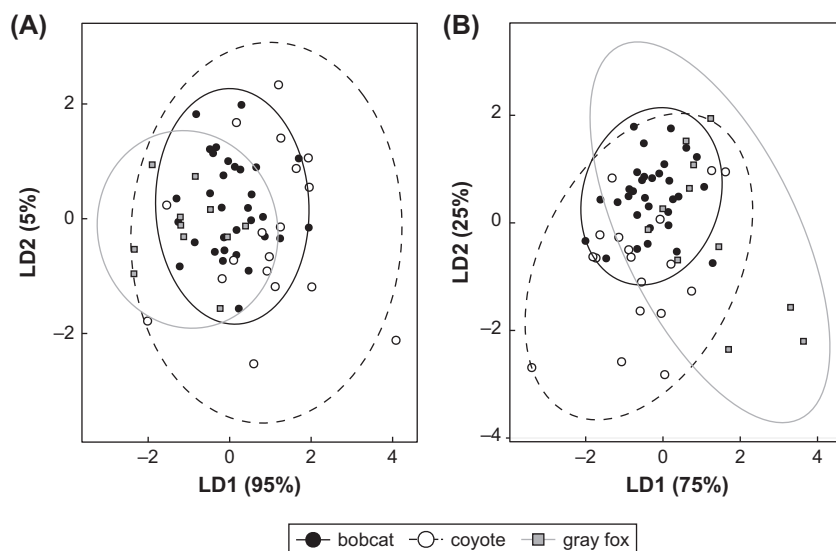 (A)
(B)
LD2 (5%)
2
0
–2
–2
0
2
4
LD1 (95%)
LD2 (25%)
2
0
–2
–4
–2
0
2
4
LD1 (75%)
bobcat coyote gray fox